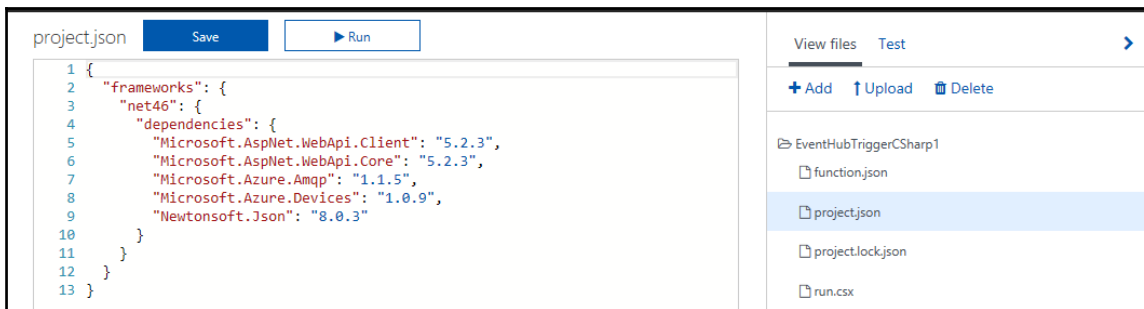 project.json Save Run
1 {
2 "frameworks": {
3 "net46": {
4 "dependencies": {
5 "Microsoft.AspNet.WebApi.Client": "5.2.3",
6 "Microsoft.AspNet.WebApi.Core": "5.2.3",
7 "Microsoft.Azure.Amqp": "1.1.5",
8 "Microsoft.Azure.Devices": "1.0.9",
9 "Newtonsoft.Json": "8.0.3"
10 }
11 }
12 }
13 }
View files Test
Add Upload Delete
EventHubTriggerCSharp1
function.json
project.json
project.lock.json
run.csx